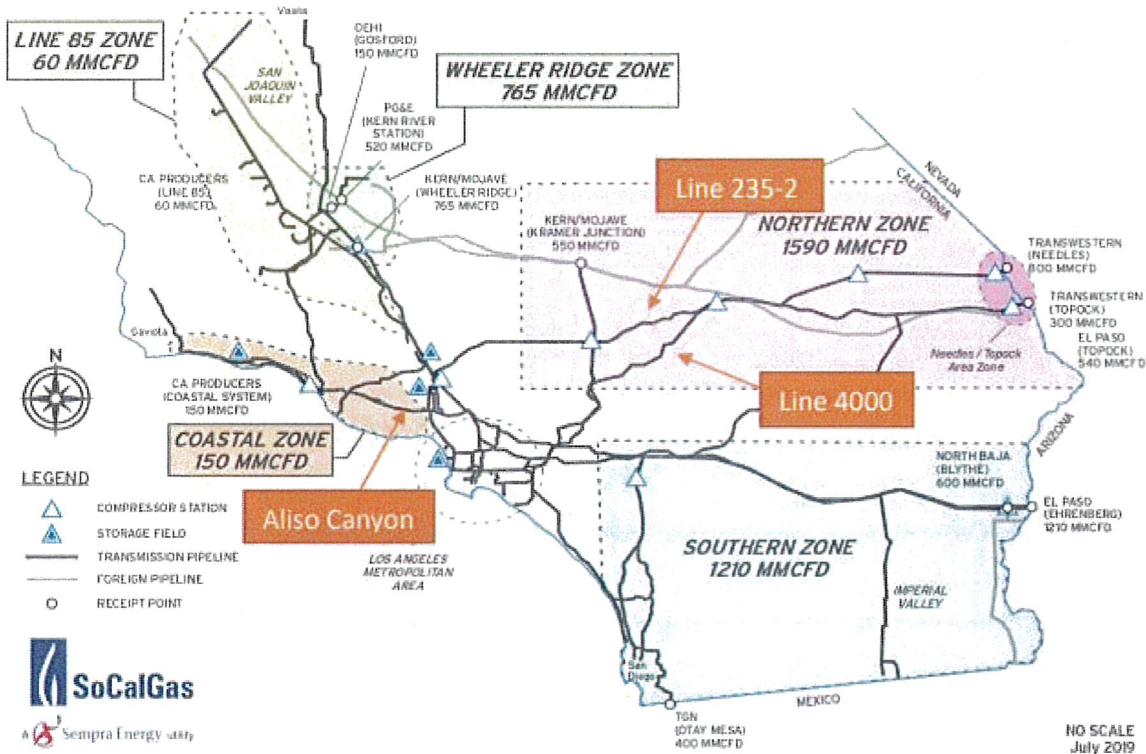 Visalia
LINE 85 ZONE
60 MMCFD
OEHI
(GOSFORD)
150 MMCFD
SAN
JOAQUIN
VALLEY
WHEELER RIDGE ZONE
765 MMCFD
PG&E
(KERN RIVER
STATION)
520 MMCFD
CA PRODUCERS
(LINE 85)
60 MMCFD
KERN/MOJAVE
(WHEELER RIDGE)
765 MMCFD
Line 235-2
NEVADA
CALIFORNIA
KERN/MOJAVE
(KRAMER JUNCTION)
550 MMCFD
NORTHERN ZONE
1590 MMCFD
TRANSWESTERN
(NEEDLES)
800 MMCFD
TRANSWESTERN
(TOPOCK)
300 MMCFD
EL PASO
(TOPOCK)
540 MMCFD
Needles / Topock
Area Zone
Gaviota
N
CA PRODUCERS
(COASTAL SYSTEM)
150 MMCFD
Line 4000
COASTAL ZONE
150 MMCFD
ARIZONA
LEGEND
COMPRESSOR STATION
STORAGE FIELD
TRANSMISSION PIPELINE
FOREIGN PIPELINE
RECEIPT POINT
Aliso Canyon
LOS ANGELES
METROPOLITAN
AREA
NORTH BAJA
(BLYTHE)
600 MMCFD
EL PASO
(EHRENBERG)
1210 MMCFD
SOUTHERN ZONE
1210 MMCFD
IMPERIAL
VALLEY
San
Diego
MEXICO
TGN
(OTAY MESA)
400 MMCFD
SoCalGas
A Sempra Energy utility
NO SCALE
July 2019